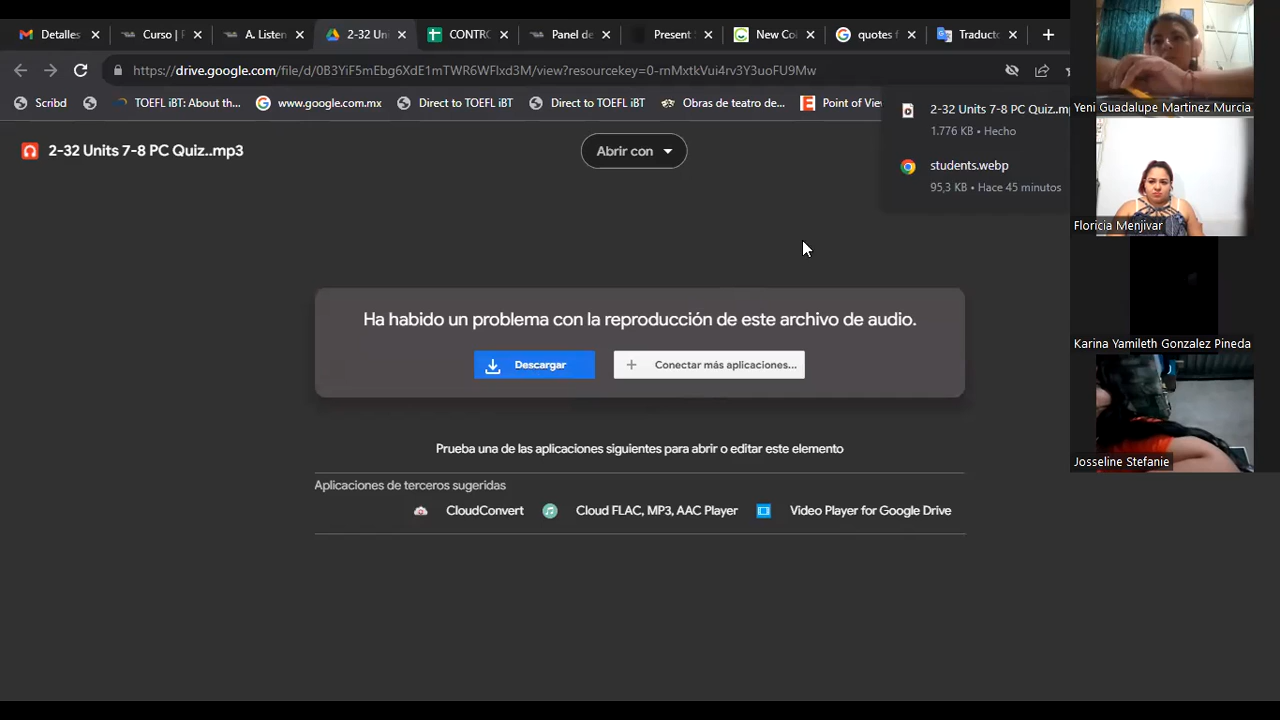 Detalles
Curso | F
A. Listen
2-32 Uni
CONTRO
Panel de
Present
New Co
quotes f
Traducto
https://drive.google.com/file/d/0B3YiF5mEbg6XdE1mTWR6WFlxd3M/view?resourcekey=0-rnMxtkVui4rv3Y3uoFU9Mw
Scribd
TOEFL iBT: About th...
www.google.com.mx
Direct to TOEFL iBT
Direct to TOEFL iBT
Obras de teatro de...
Point of Vie
2-32 Units 7-8 PC Quiz..mp3
Abrir con
2-32 Units 7-8 PC Quiz..mp
1.776 KB • Hecho
students.webp
95,3 KB • Hace 45 minutos
Ha habido un problema con la reproducción de este archivo de audio.
Descargar
Conectar más aplicaciones...
Prueba una de las aplicaciones siguientes para abrir o editar este elemento
Aplicaciones de terceros sugeridas
CloudConvert
Cloud FLAC, MP3, AAC Player
Video Player for Google Drive
Yeni Guadalupe Martinez Murcia
Floricia Menjivar
Karina Yamileth Gonzalez Pineda
Josseline Stefanie